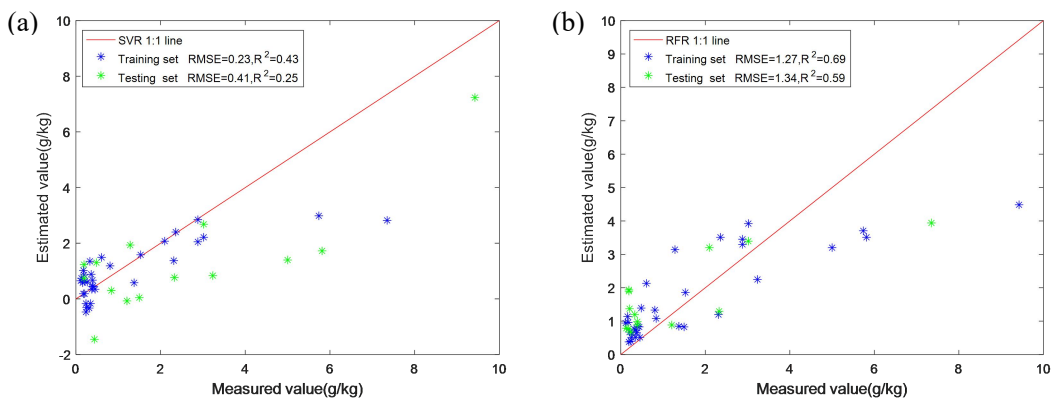 (a)
10
8
6
4
2
0
-2
Estimated value(g/kg)
SVR 1:1 line
Training set RMSE=0.23,R²=0.43
Testing set RMSE=0.41,R²=0.25
0 2 4 6 8 10
Measured value(g/kg)
(b)
10
9
8
7
6
5
4
3
2
1
0
Estimated value(g/kg)
RFR 1:1 line
Training set RMSE=1.27,R²=0.69
Testing set RMSE=1.34,R²=0.59
0 2 4 6 8 10
Measured value(g/kg)